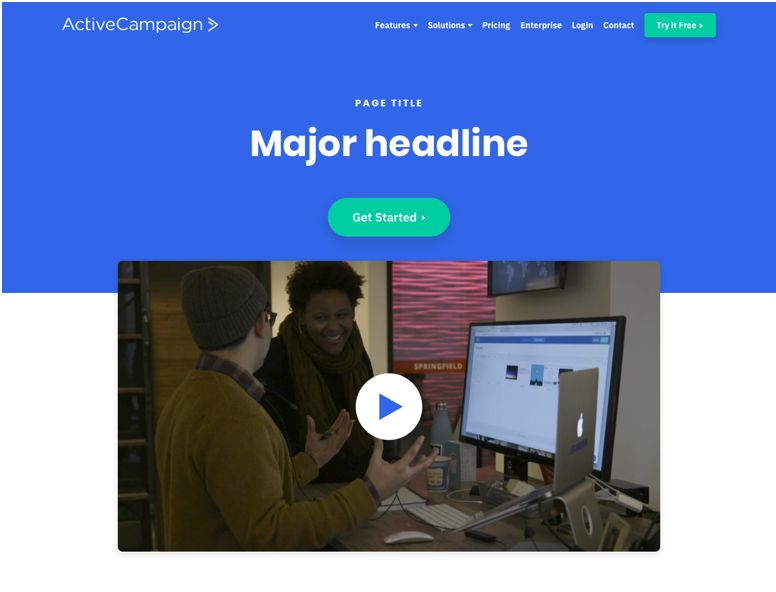 ActiveCampaign
Features Solutions Pricing Enterprise Login Contact Try It Free
PAGE TITLE
Major headline
Get Started
SPRINGFIELD